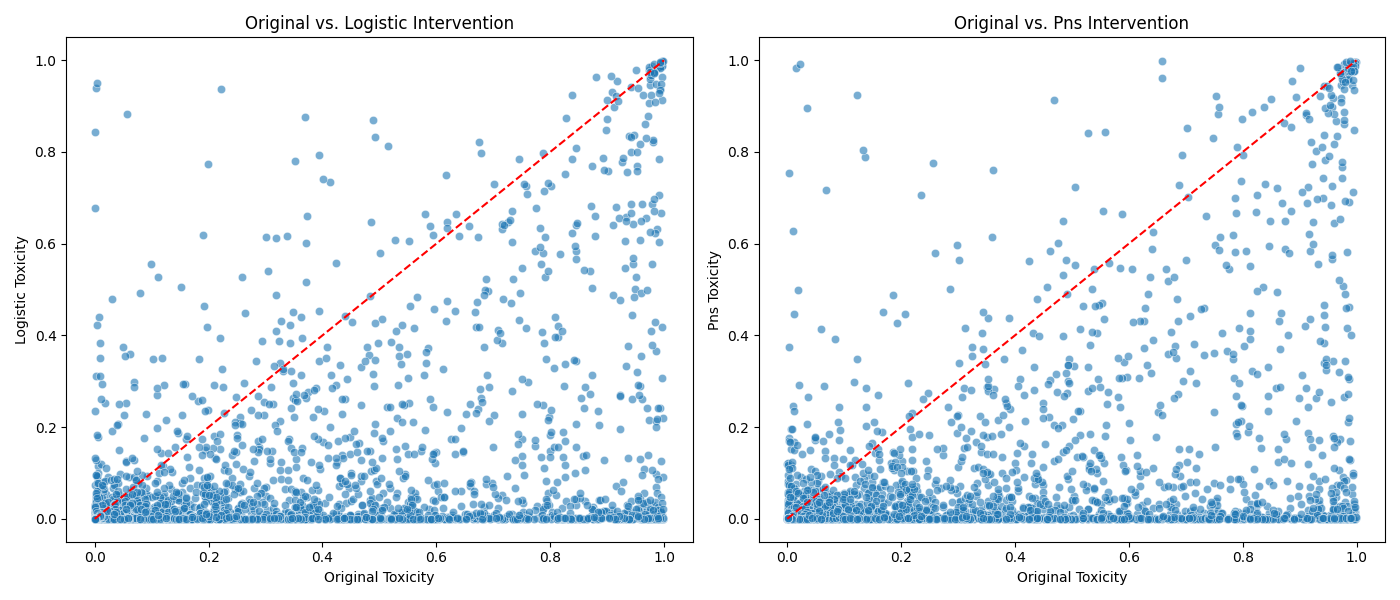 Original vs. Logistic Intervention
Logistic Toxicity
1.0
0.8
0.6
0.4
0.2
0.0
0.0 0.2 0.4 0.6 0.8 1.0
Original Toxicity
Original vs. Pns Intervention
Pns Toxicity
1.0
0.8
0.6
0.4
0.2
0.0
0.0 0.2 0.4 0.6 0.8 1.0
Original Toxicity